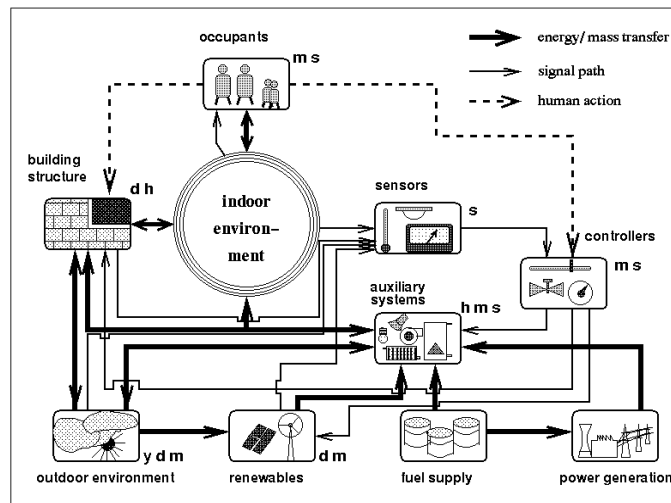 occupants
m s
energy/ mass transfer
signal path
human action
building
structure
d h
indoor
environ-
ment
sensors
s
controllers
m s
auxiliary
systems
h m s
outdoor environment
y d m
renewables
d m
fuel supply
power generation